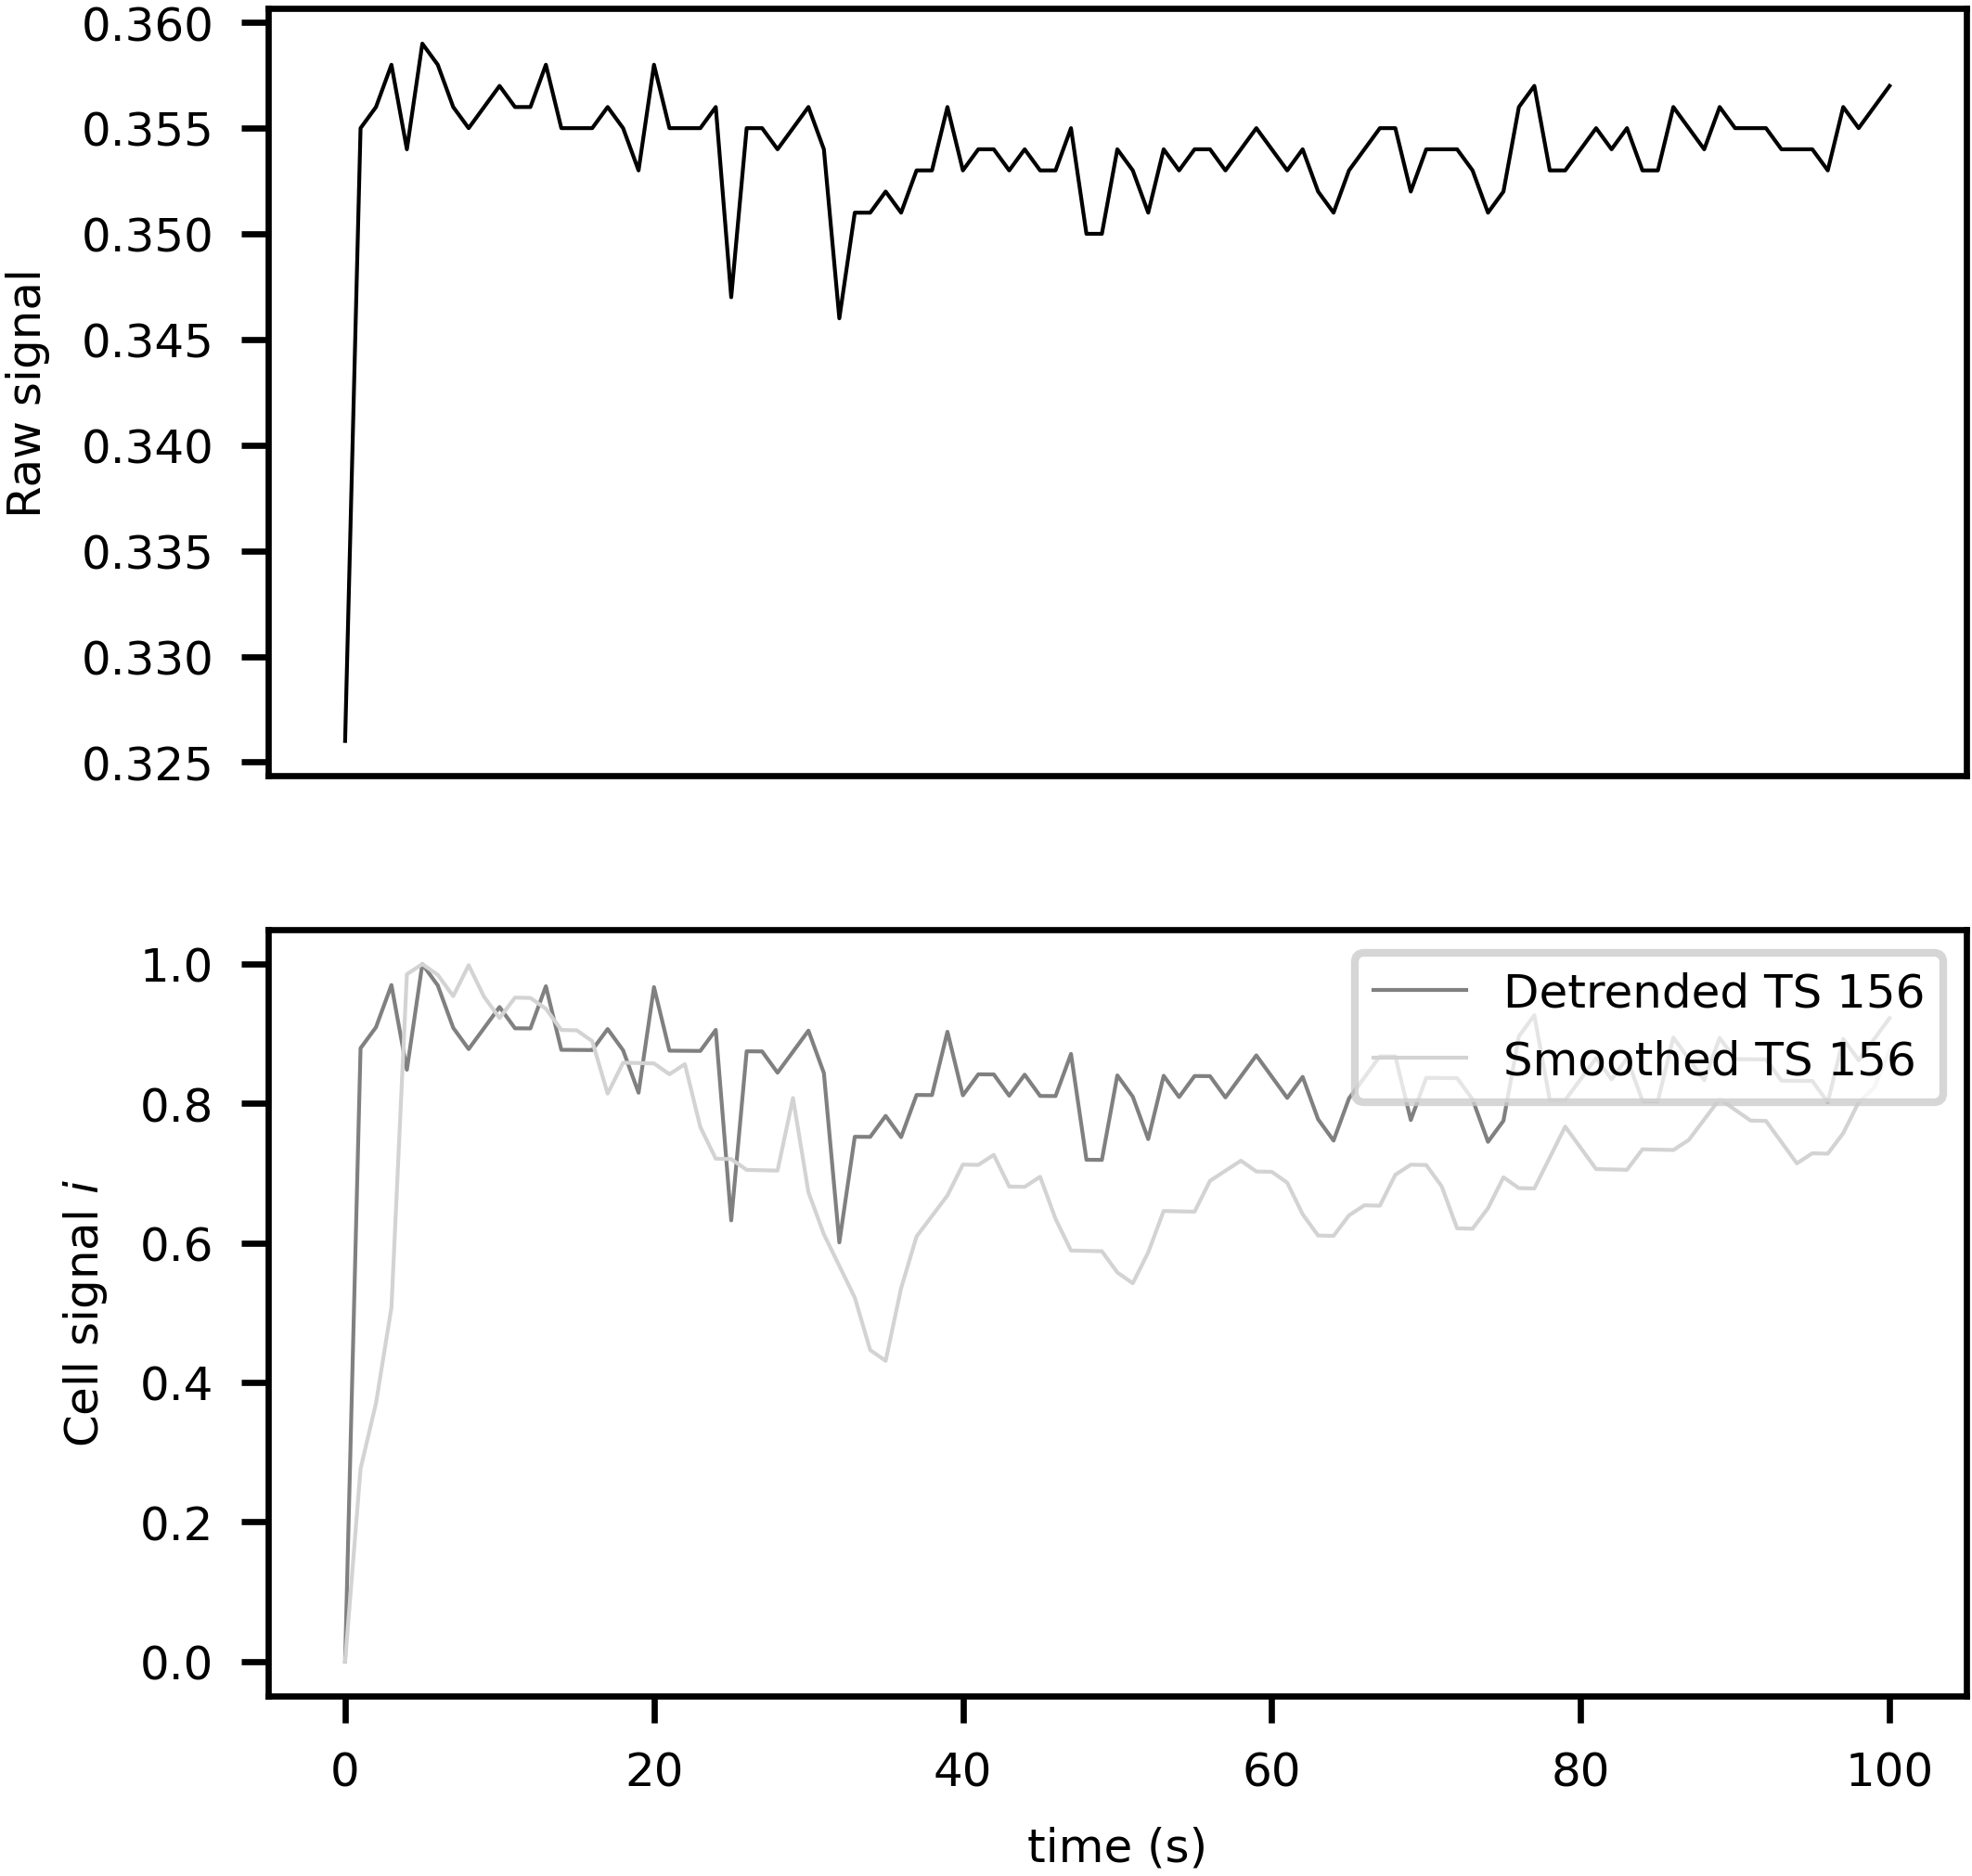 Raw signal
0.360
0.355
0.350
0.345
0.340
0.335
0.330
0.325
Cell signal i
1.0
0.8
0.6
0.4
0.2
0.0
Detrended TS 156
Smoothed TS 156
0 20 40 60 80 100
time (s)